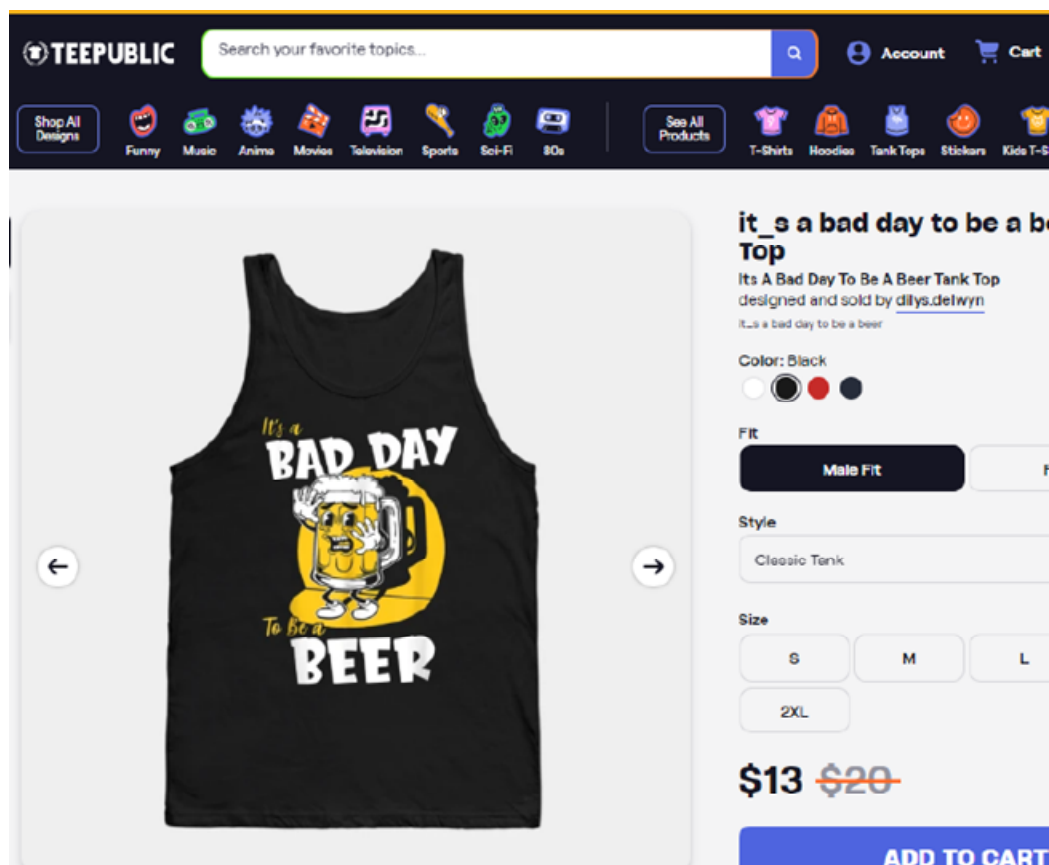 TEEPUBLIC
Search your favorite topics...
Account
Cart
Shop All
Designs
Funny
Music
Anime
Movies
Television
Sports
Sci-Fi
80s
See All
Products
T-Shirts
Hoodies
Tank Tops
Stickers
Kids T-S
it_s a bad day to be a be
Top
Its A Bad Day To Be A Beer Tank Top
designed and sold by dilys.delwyn
it_s a bad day to be a beer
Color: Black
Fit
Male Fit
Style
Classic Tank
Size
S
M
L
2XL
$13 $20
ADD TO CART
It's a
BAD DAY
To Be a
BEER